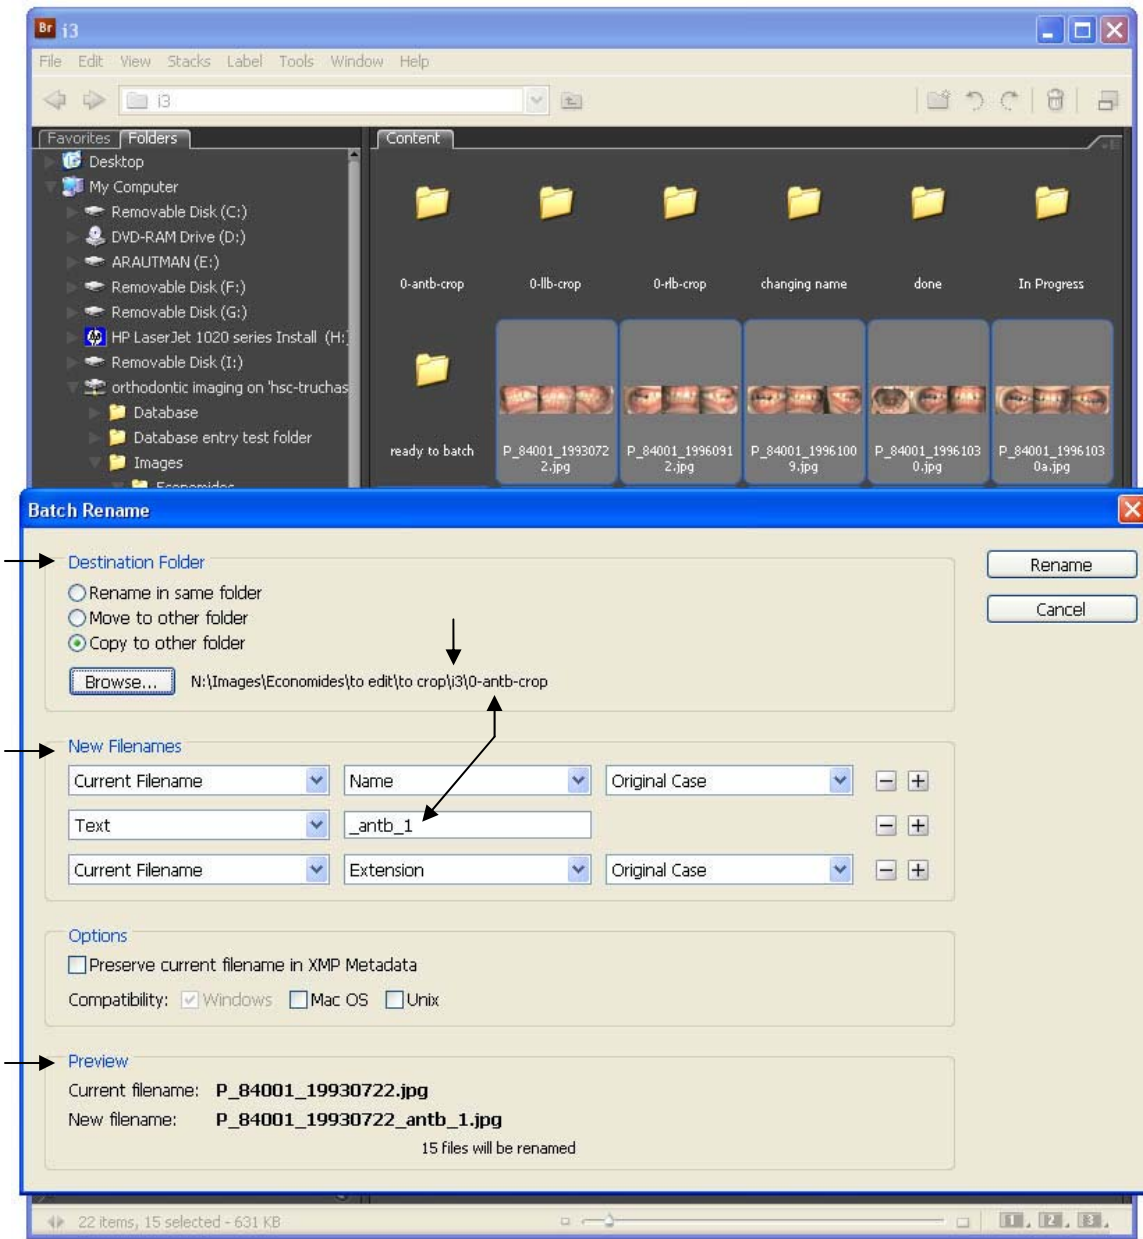 Br i3
File Edit View Stacks Label Tools Window Help
i3
Favorites Folders
Content
Desktop
My Computer
Removable Disk (C:)
DVD-RAM Drive (D:)
ARAUTMAN (E:)
Removable Disk (F:)
Removable Disk (G:)
HP LaserJet 1020 series Install (H:)
Removable Disk (I:)
orthodontic imaging on 'hsc-truchas
Database
Database entry test folder
Images
Economides
0-antb-crop
0-llb-crop
0-rlb-crop
changing name
done
In Progress
ready to batch
P_84001_1993072
2.jpg
P_84001_1996091
2.jpg
P_84001_1996100
9.jpg
P_84001_1996103
0.jpg
P_84001_1996103
0a.jpg
Batch Rename
Destination Folder
Rename in same folder
Move to other folder
Copy to other folder
Browse... N:\Images\Economides\to edit\to crop\i3\0-antb-crop
Rename
Cancel
New Filenames
Current Filename Name Original Case
Text _antb_1
Current Filename Extension Original Case
Options
Preserve current filename in XMP Metadata
Compatibility: Windows Mac OS Unix
Preview
Current filename: P_84001_19930722.jpg
New filename: P_84001_19930722_antb_1.jpg
15 files will be renamed
22 items, 15 selected - 631 KB
1 2 3